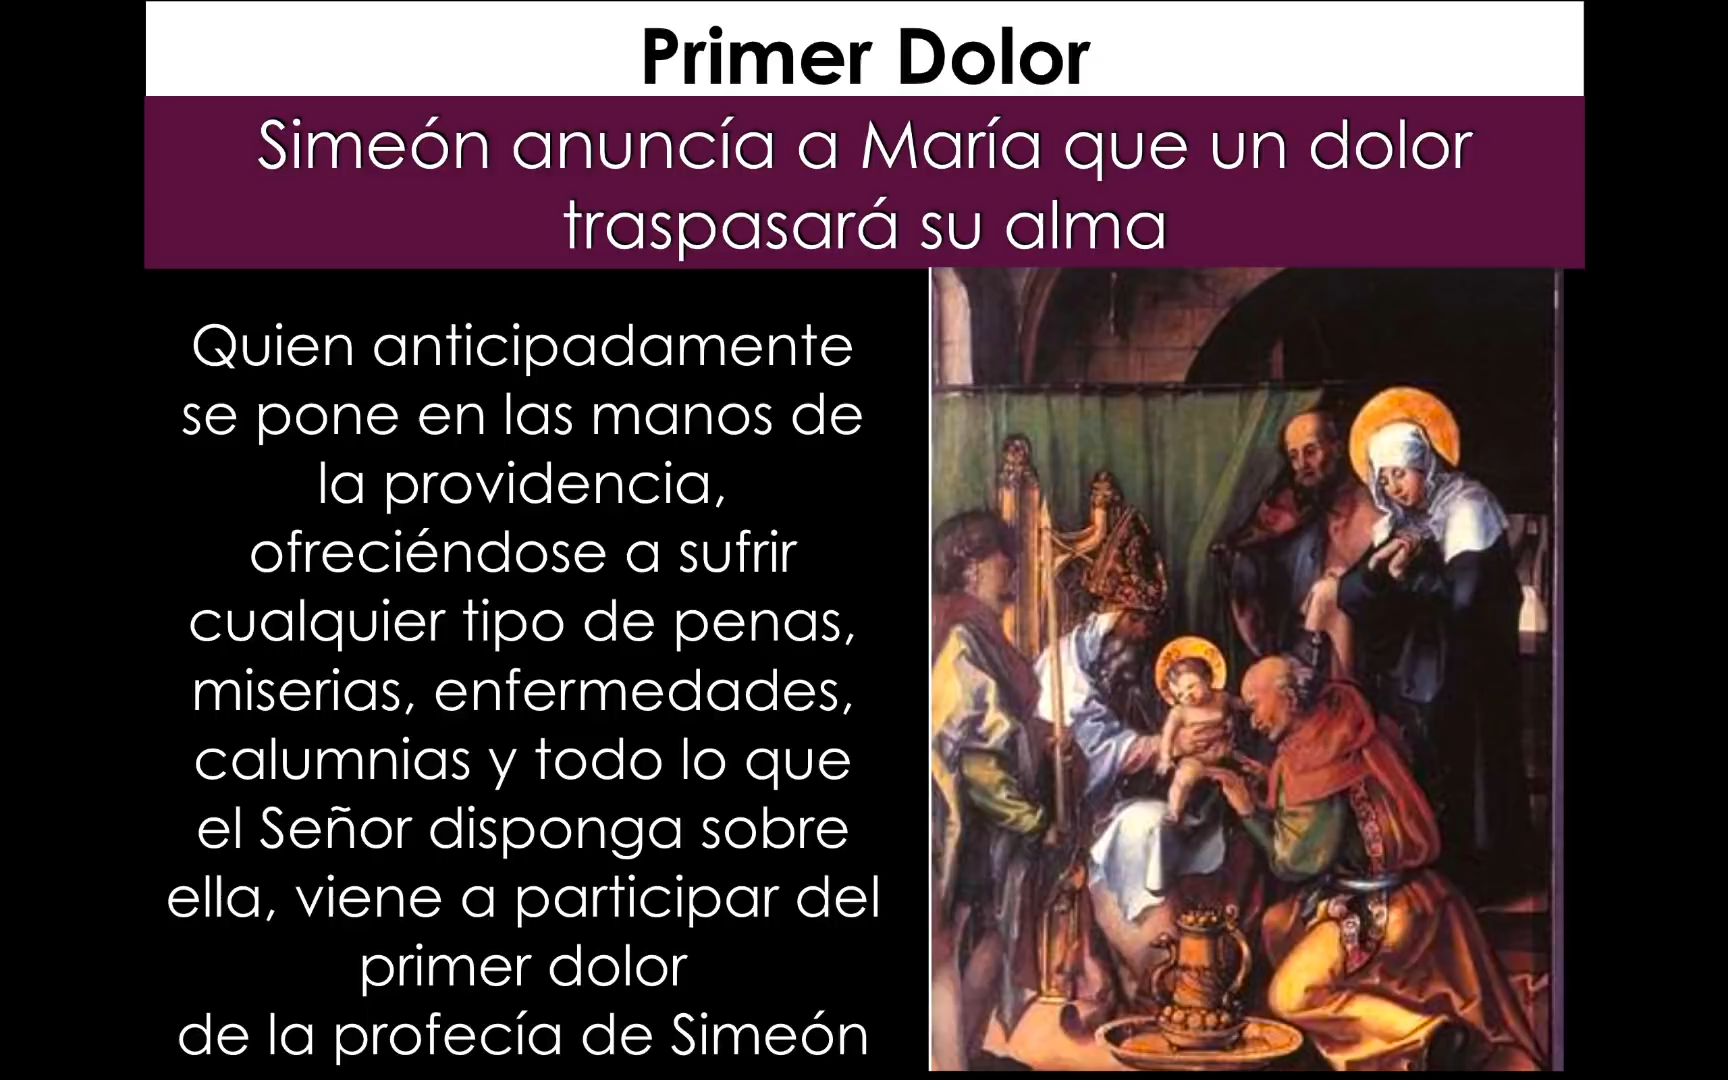 Primer Dolor
Simeón anuncía a María que un dolor
traspasará su alma
Quien anticipadamente
se pone en las manos de
la providencia,
ofreciéndose a sufrir
cualquier tipo de penas,
miserias, enfermedades,
calumnias y todo lo que
el Señor disponga sobre
ella, viene a participar del
primer dolor
de la profecía de Simeón